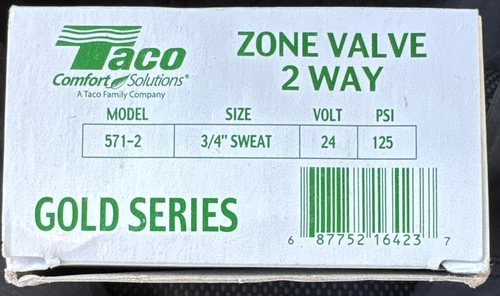 Taco
Comfort Solutions®
A Taco Family Company
ZONE VALVE
2 WAY
MODEL SIZE VOLT PSI
571-2 3/4" SWEAT 24 125
GOLD SERIES
6 87752 16423 7